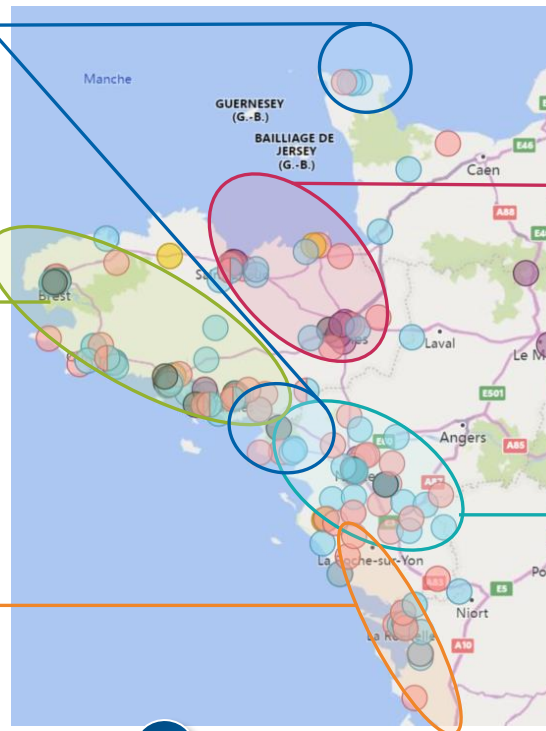 Manche
GUERNESEY
(G.-B.)
BAILLIAGE DE
JERSEY
(G.-B.)
E46
Caen
A88
Brest
Laval
Le M
E501
Angers
A85
La Roche-sur-Yon
E5
Niort
La Rochelle
A10